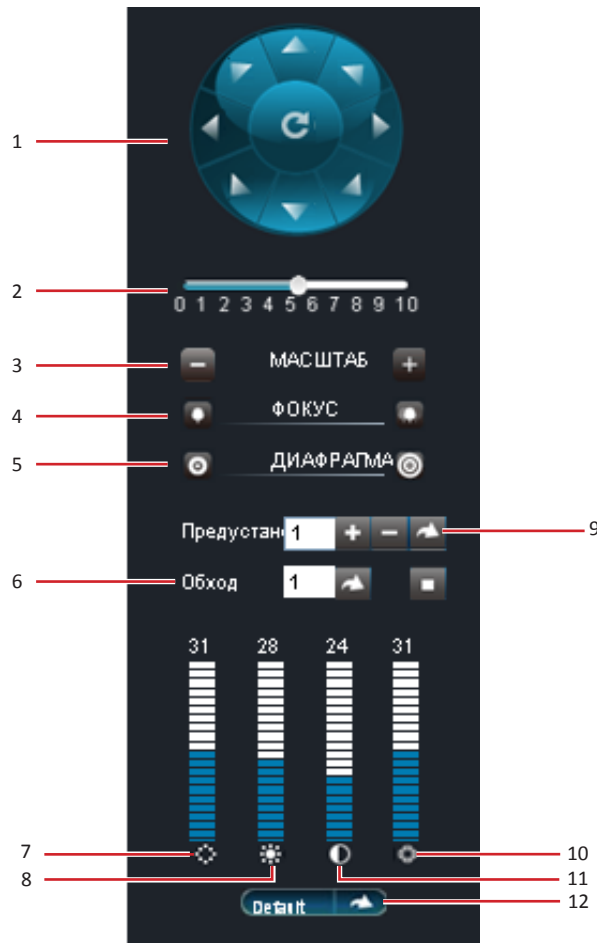 1
2
0 1 2 3 4 5 6 7 8 9 10
3 МАСШТАБ
4 ФОКУС
5 ДИАФРАГМА
Предустан 1 9
6 Обход 1
31 28 24 31
7 10
8 11
Default 12